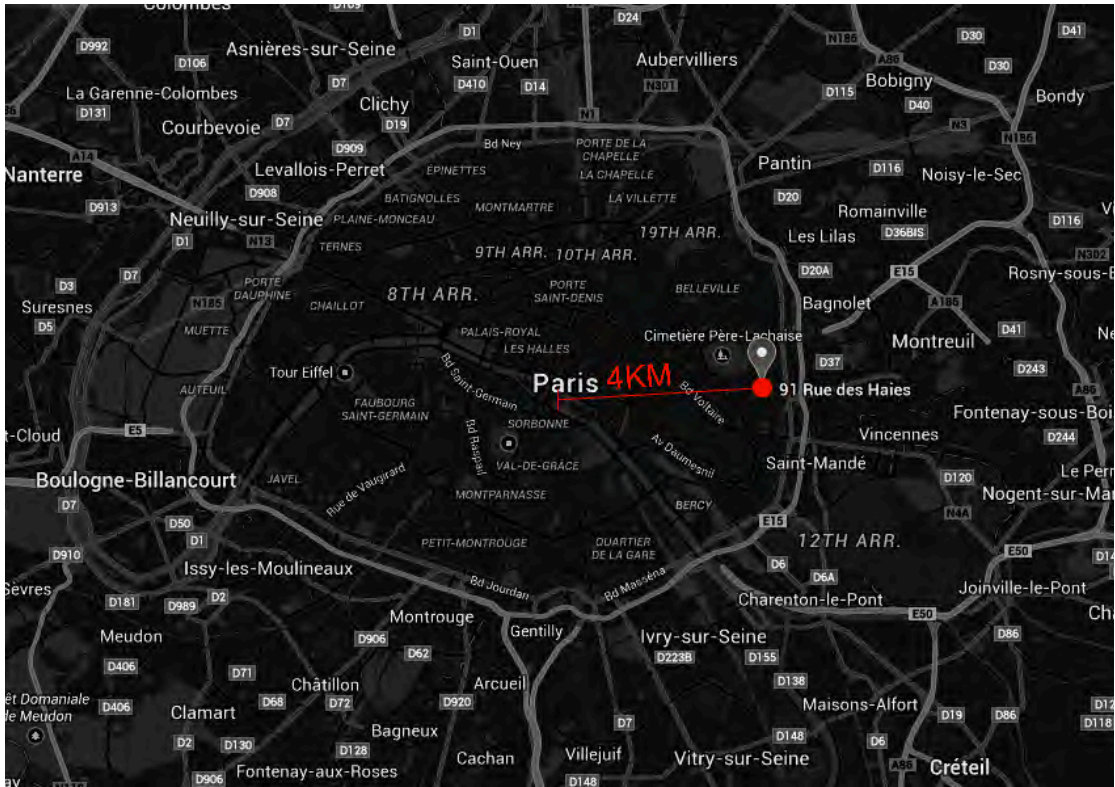 Colombes
D109
D24
D1
N186
D30
D41
D992
D106
Asnières-sur-Seine
D7
Saint-Ouen
D410
D14
Aubervilliers
N301
A86
D30
Bobigny
Bondy
La Garenne-Colombes
D131
D115
D40
Clichy
D19
D7
Courbevoie
N1
N3
N186
A14
D909
Bd Ney
PORTE DE LA
CHAPELLE
Nanterre
Levallois-Perret
ÉPINETTES
LA CHAPELLE
Pantin
D116
Noisy-le-Sec
D908
BATIGNOLLES
MONTMARTRE
LA VILLETTE
D20
D913
Neuilly-sur-Seine
PLAINE-MONCEAU
Romainville
D36BIS
D116
D1
N13
TERNES
9TH ARR.
10TH ARR.
19TH ARR.
Les Lilas
N302
D7
D20A
E15
Rosny-sous-
D3
PORTE
DAUPHINE
N185
CHAILLOT
8TH ARR.
PORTE
SAINT-DENIS
BELLEVILLE
Bagnolet
A186
Suresnes
D5
MUETTE
PALAIS-ROYAL
LES HALLES
Cimetière Père-Lachaise
Montreuil
D41
D37
D243
Tour Eiffel
Bd Saint-Germain
Paris
4KM
91 Rue des Haies
A86
AUTEUIL
FAUBOURG
SAINT-GERMAIN
Bd Voltaire
Fontenay-sous-
t-Cloud
E5
Bd Raspail
SORBONNE
Av Daumesnil
Vincennes
D244
VAL-DE-GRÂCE
Saint-Mandé
Boulogne-Billancourt
JAVEL
Rue de Vaugirard
MONTPARNASSE
BERCY
D120
Le Perr
Nogent-sur-Mar
D7
N4A
D50
E15
D910
D1
PETIT-MONTROUGE
QUARTIER
DE LA GARE
12TH ARR.
E50
D14
Issy-les-Moulineaux
D6
D6A
Sèvres
Bd Jourdan
Bd Masséna
Joinville-le-Pont
D181
D989
D2
Charenton-le-Pont
E50
Cha
Meudon
Montrouge
Gentilly
Ivry-sur-Seine
D86
D906
D62
D223B
D155
D406
D71
Châtillon
Arcueil
D138
êt Domaniale
de Meudon
D406
D68
D72
D920
Maisons-Alfort
Clamart
D7
D19
D86
D118
Bagneux
D2
D130
D128
Cachan
Villejuif
D148
D6
Vitry-sur-Seine
A86
D906
Fontenay-aux-Roses
D148
Créteil